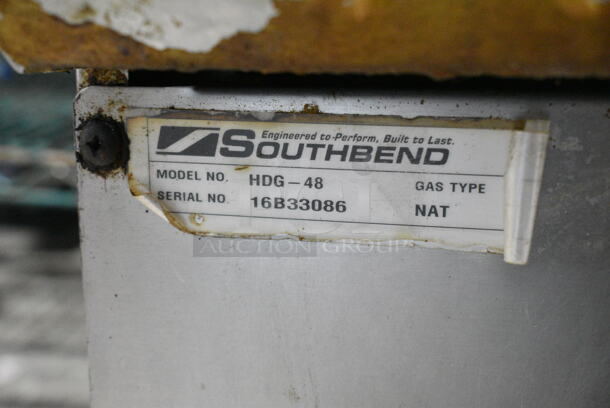 Engineered to Perform, Built to Last.
SOUTHBEND
MODEL NO. HDG-48 GAS TYPE
SERIAL NO. 16B33086 NAT
AUCTION GROUP